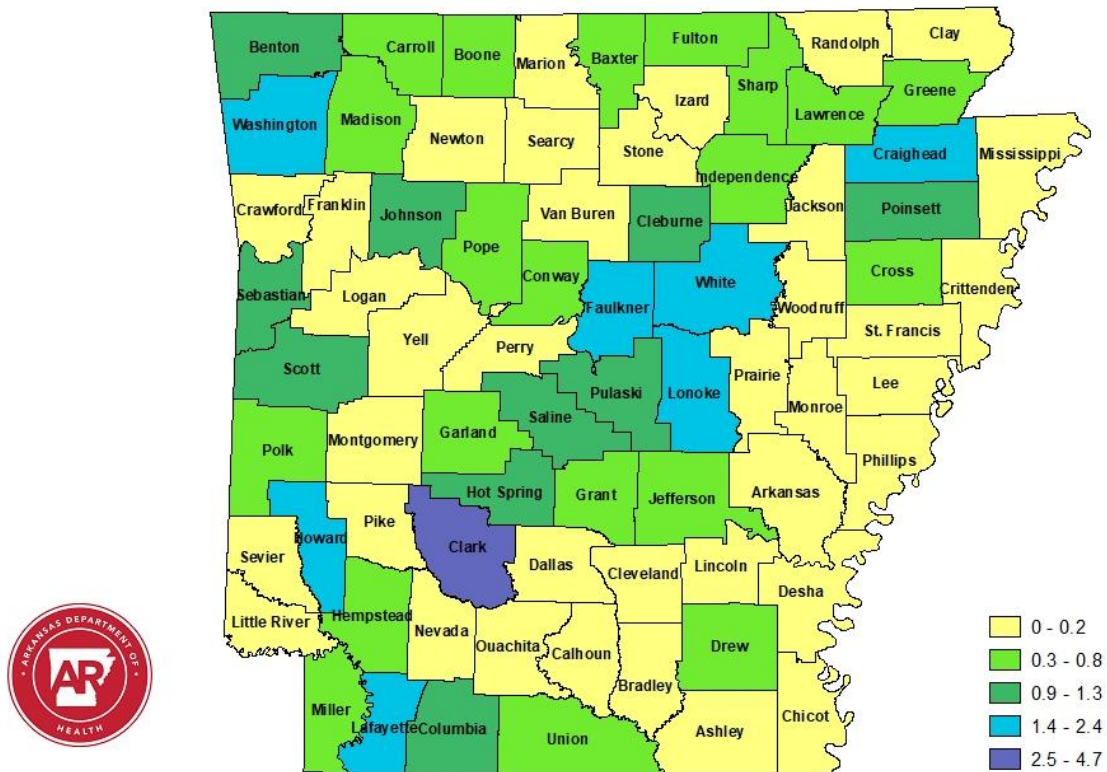 Benton
Carroll
Boone
Marion
Baxter
Fulton
Randolph
Clay
Washington
Madison
Newton
Searcy
Stone
Izard
Sharp
Lawrence
Greene
Craighead
Mississippi
Independence
Crawford
Franklin
Johnson
Pope
Van Buren
Cleburne
Jackson
Poinsett
Sebastian
Logan
Conway
Faulkner
White
Woodruff
Cross
Crittenden
St. Francis
Scott
Yell
Perry
Pulaski
Saline
Lonoke
Prairie
Monroe
Lee
Phillips
Polk
Montgomery
Garland
Hot Spring
Grant
Jefferson
Arkansas
Howard
Pike
Clark
Dallas
Cleveland
Lincoln
Desha
Sevier
Little River
Hempstead
Nevada
Ouachita
Calhoun
Bradley
Drew
Chicot
Miller
Lafayette
Columbia
Union
Ashley
ARKANSAS DEPARTMENT OF
AR
HEALTH
0 - 0.2
0.3 - 0.8
0.9 - 1.3
1.4 - 2.4
2.5 - 4.7